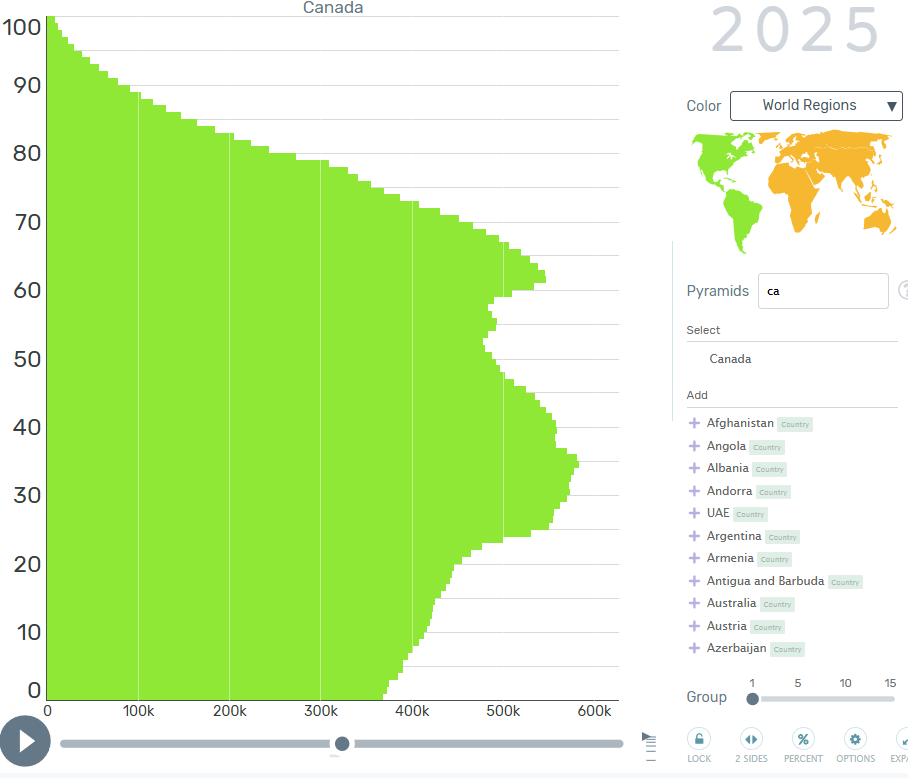 Canada
2025
100
90
80
70
60
50
40
30
20
10
0
0 100k 200k 300k 400k 500k 600k
Color World Regions ▼
Pyramids ca ?
Select
Canada
Add
+ Afghanistan Country
+ Angola Country
+ Albania Country
+ Andorra Country
+ UAE Country
+ Argentina Country
+ Armenia Country
+ Antigua and Barbuda Country
+ Australia Country
+ Austria Country
+ Azerbaijan Country
Group 1 5 10 15
LOCK 2 SIDES PERCENT OPTIONS EXPA